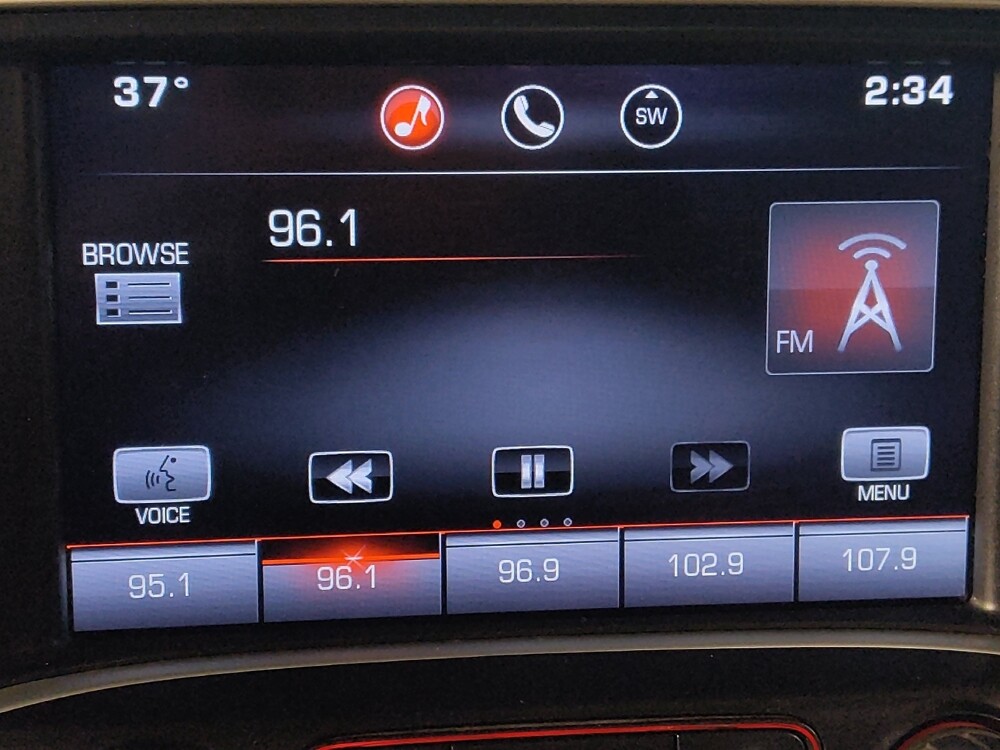 37°
2:34
SW
96.1
BROWSE
FM
VOICE
MENU
95.1
96.1
96.9
102.9
107.9